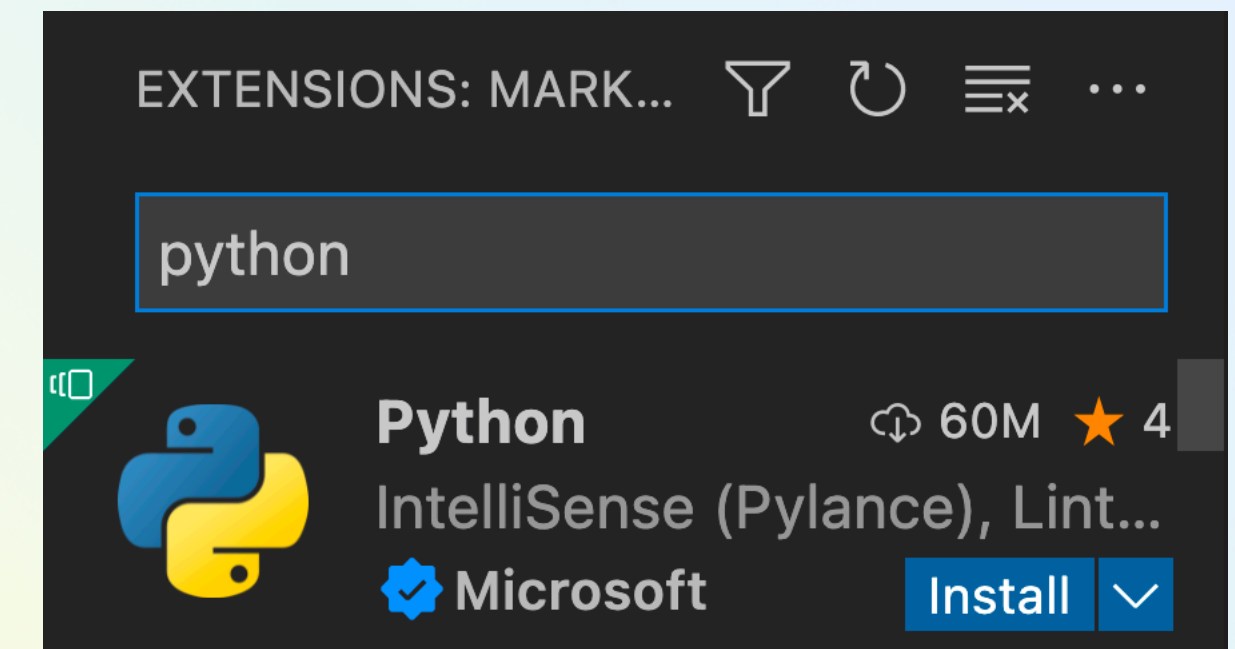 EXTENSIONS: MARK...
python
Python 60M ★ 4
IntelliSense (Pylance), Lint...
Microsoft Install